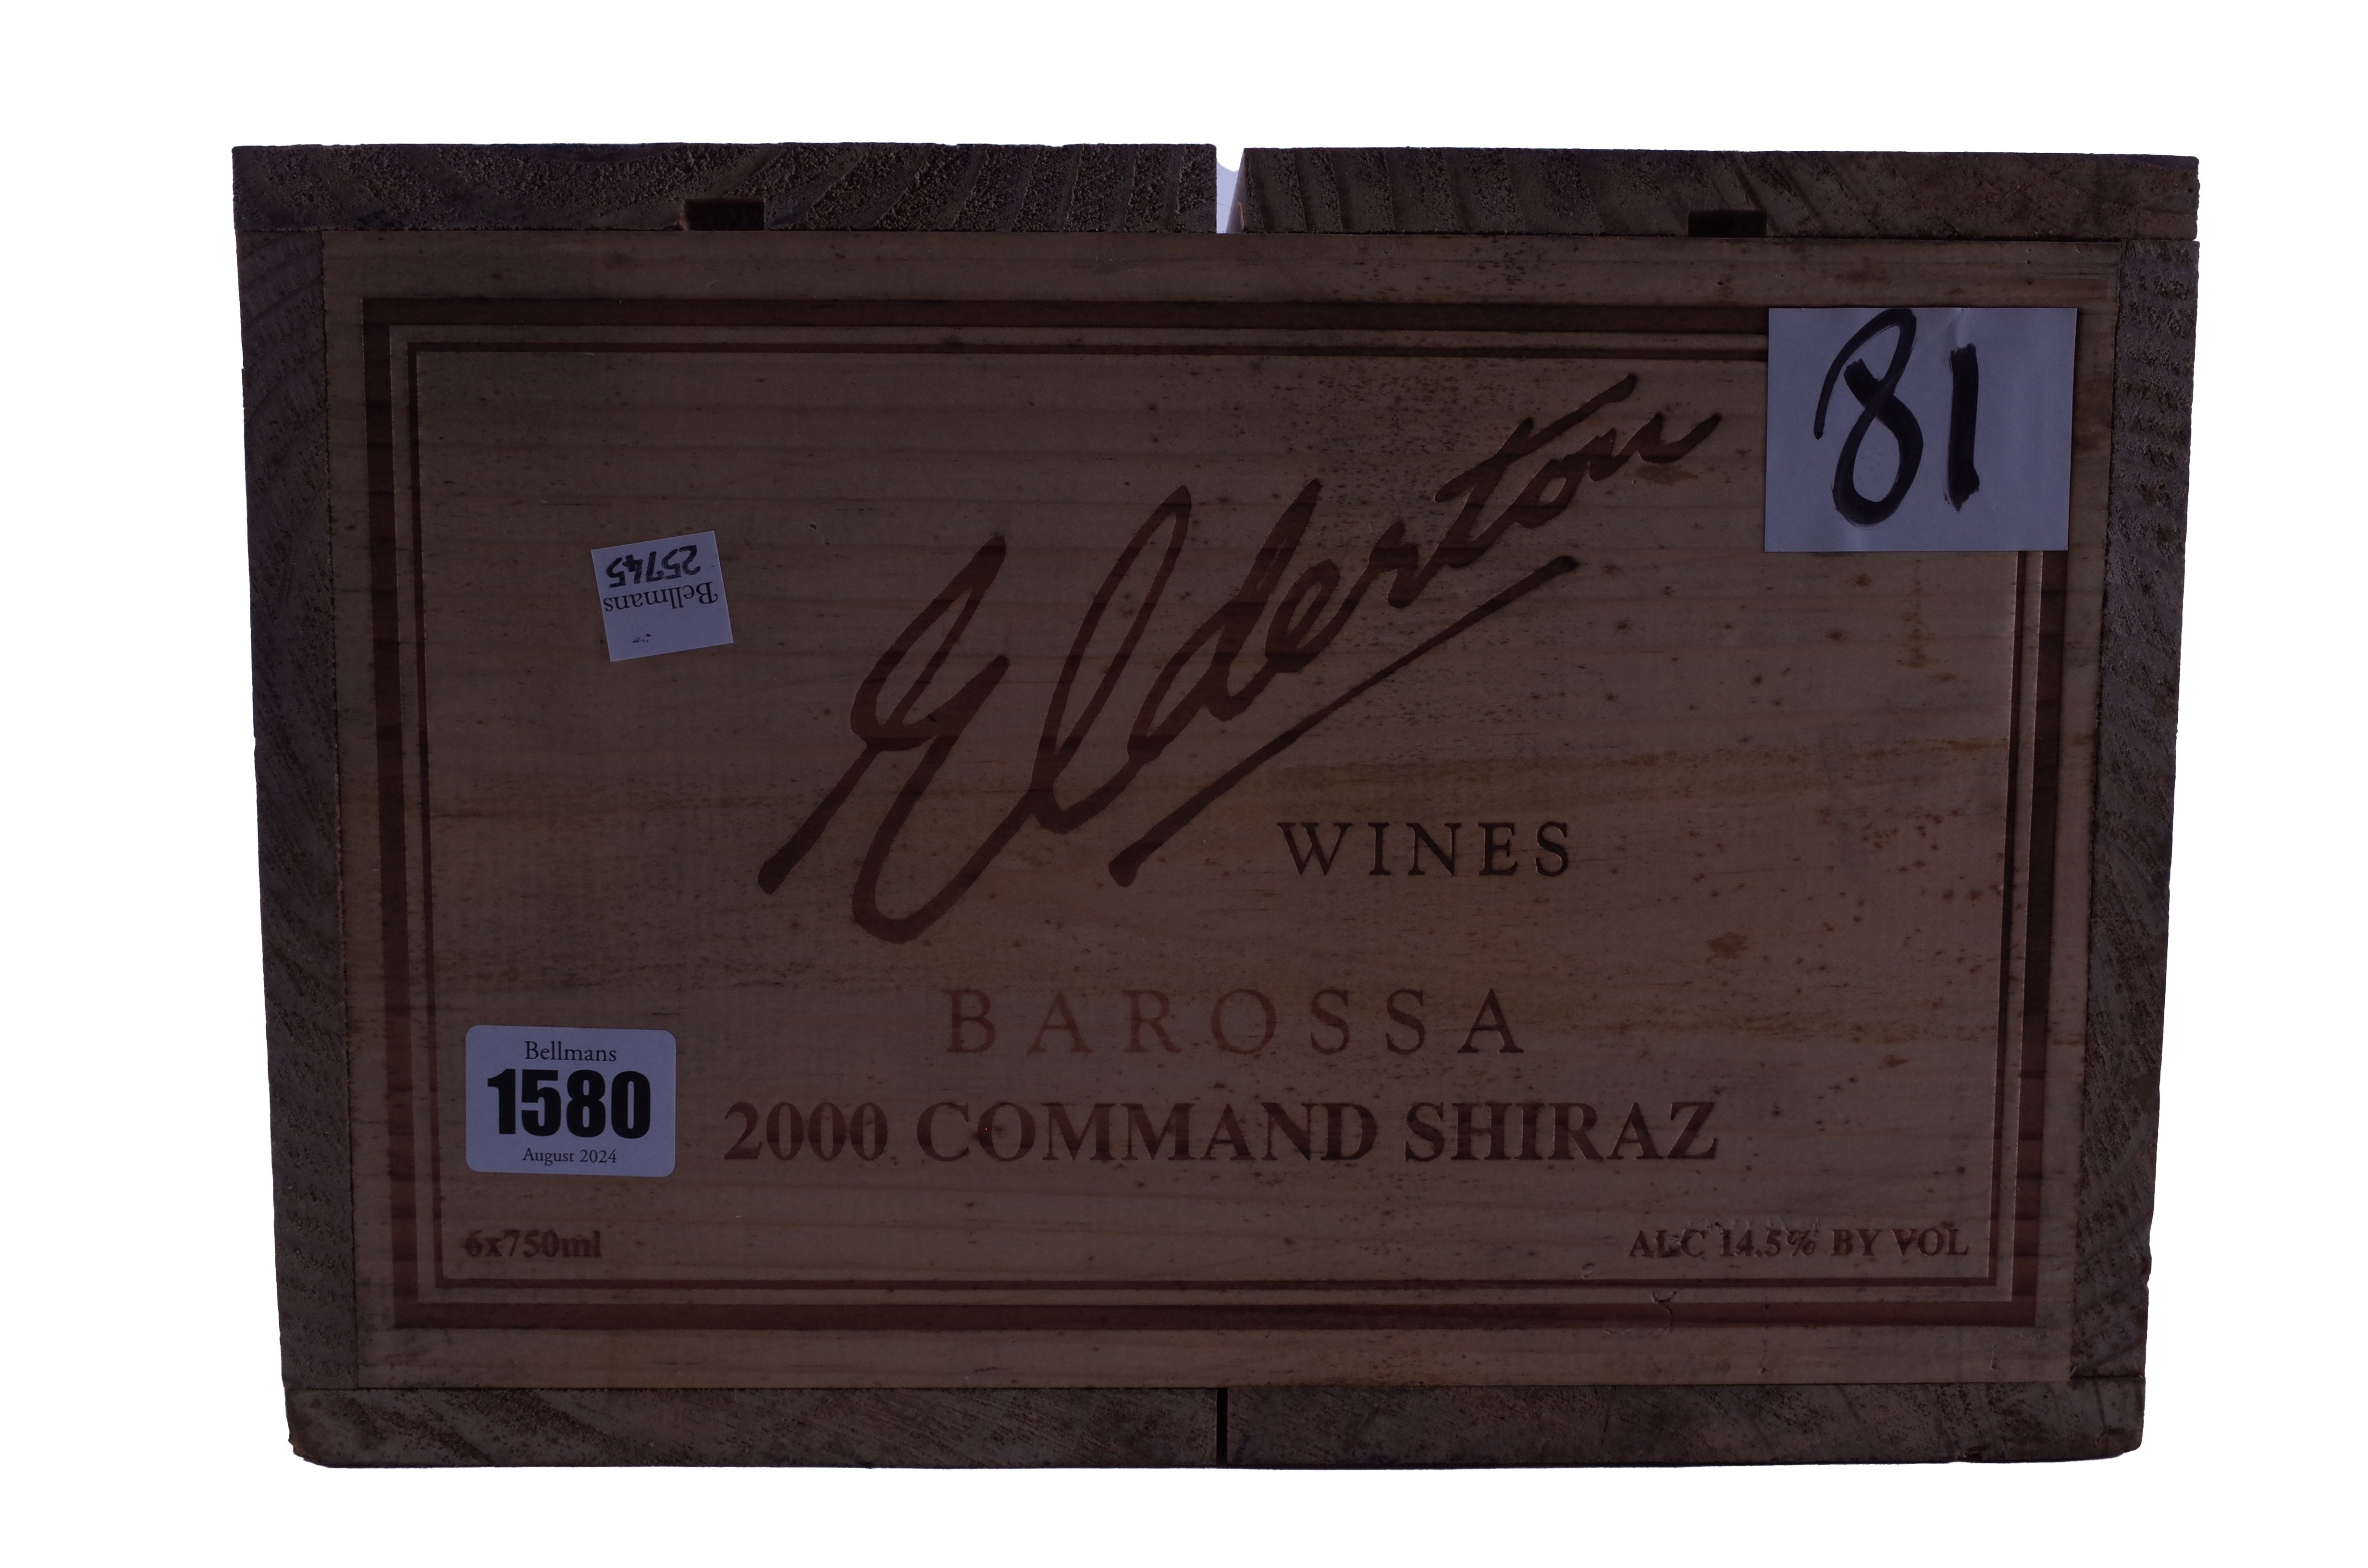 81
Elderton
WINES
Bellmans
25745
BAROSSA
2000 COMMAND SHIRAZ
Bellmans
1580
August 2024
6x750ml
ALC 14.5% BY VOL